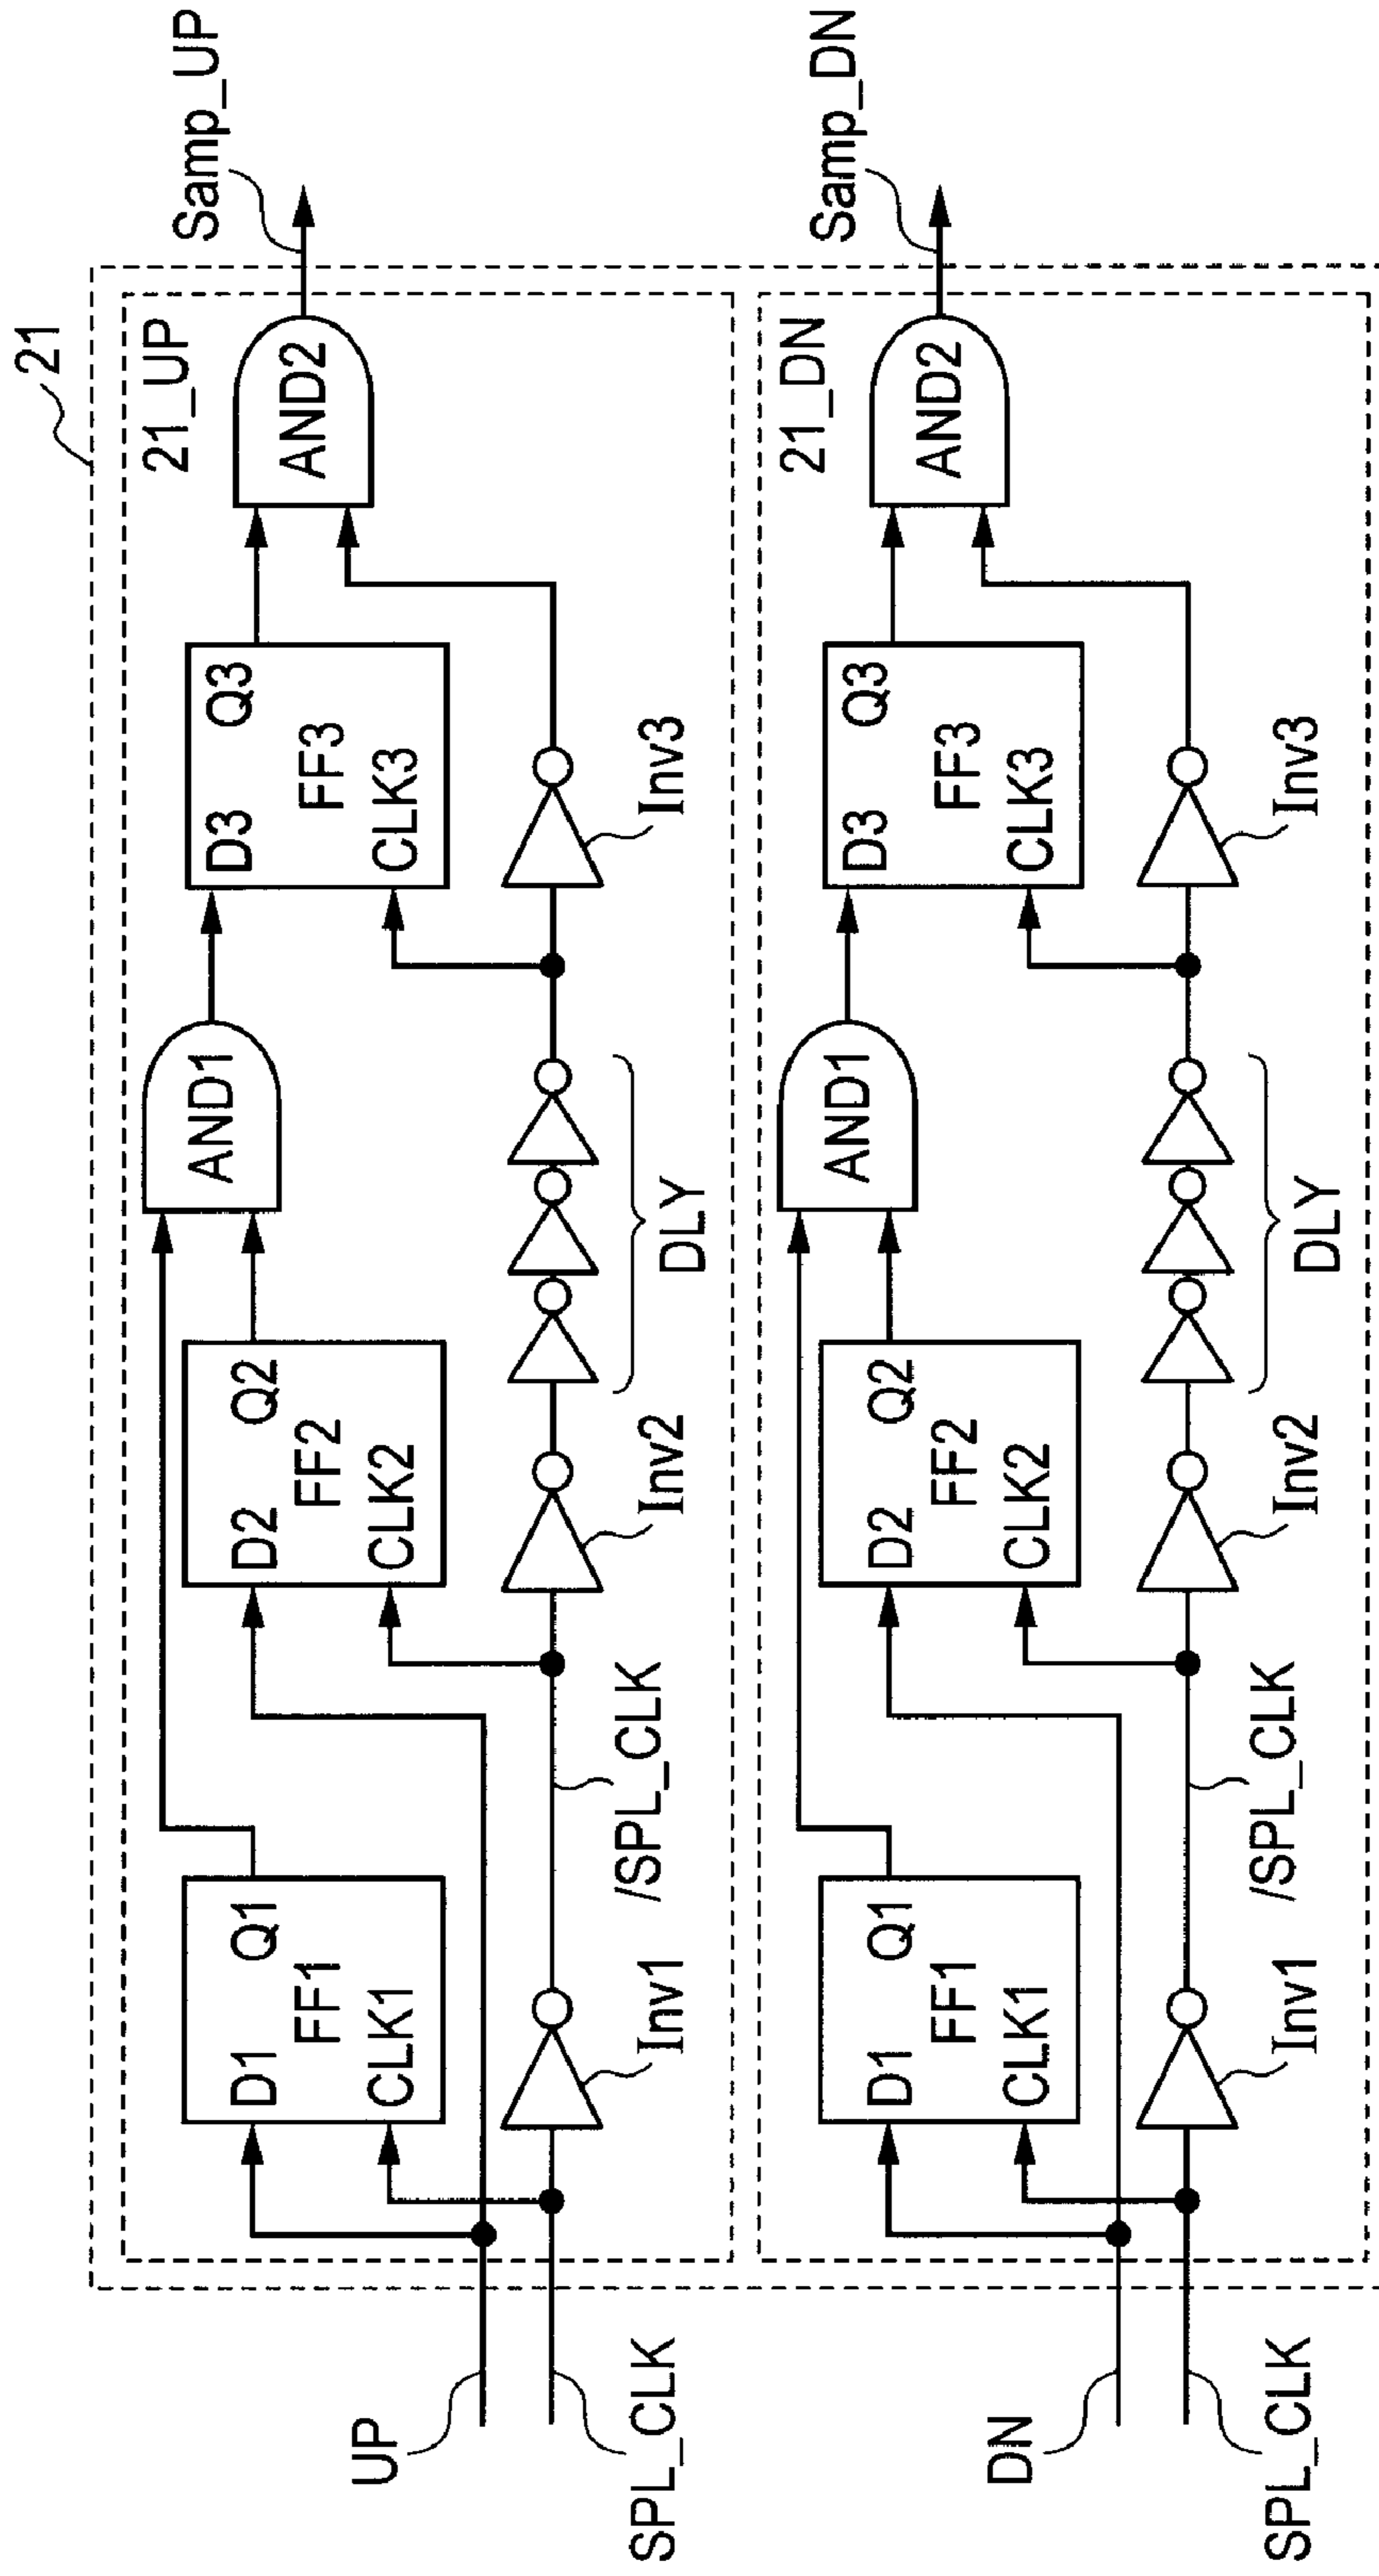 21
21_UP
UP
SPL_CLK
D1 Q1
FF1
CLK1
Inv1
/SPL_CLK
D2 Q2
FF2
CLK2
Inv2
AND1
DLY
D3 Q3
FF3
CLK3
Inv3
AND2
Samp_UP
21_DN
DN
SPL_CLK
D1 Q1
FF1
CLK1
Inv1
/SPL_CLK
D2 Q2
FF2
CLK2
Inv2
AND1
DLY
D3 Q3
FF3
CLK3
Inv3
AND2
Samp_DN